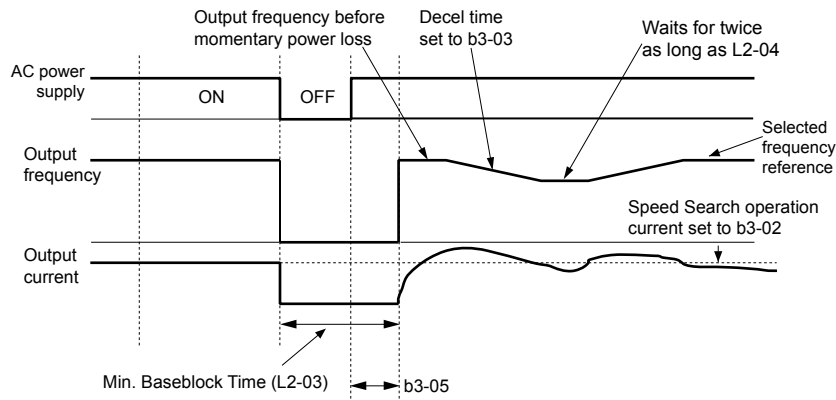 Output frequency before
momentary power loss
Decel time
set to b3-03
Waits for twice
as long as L2-04
AC power
supply
ON
OFF
Output
frequency
Selected
frequency
reference
Speed Search operation
current set to b3-02
Output
current
Min. Baseblock Time (L2-03)
b3-05